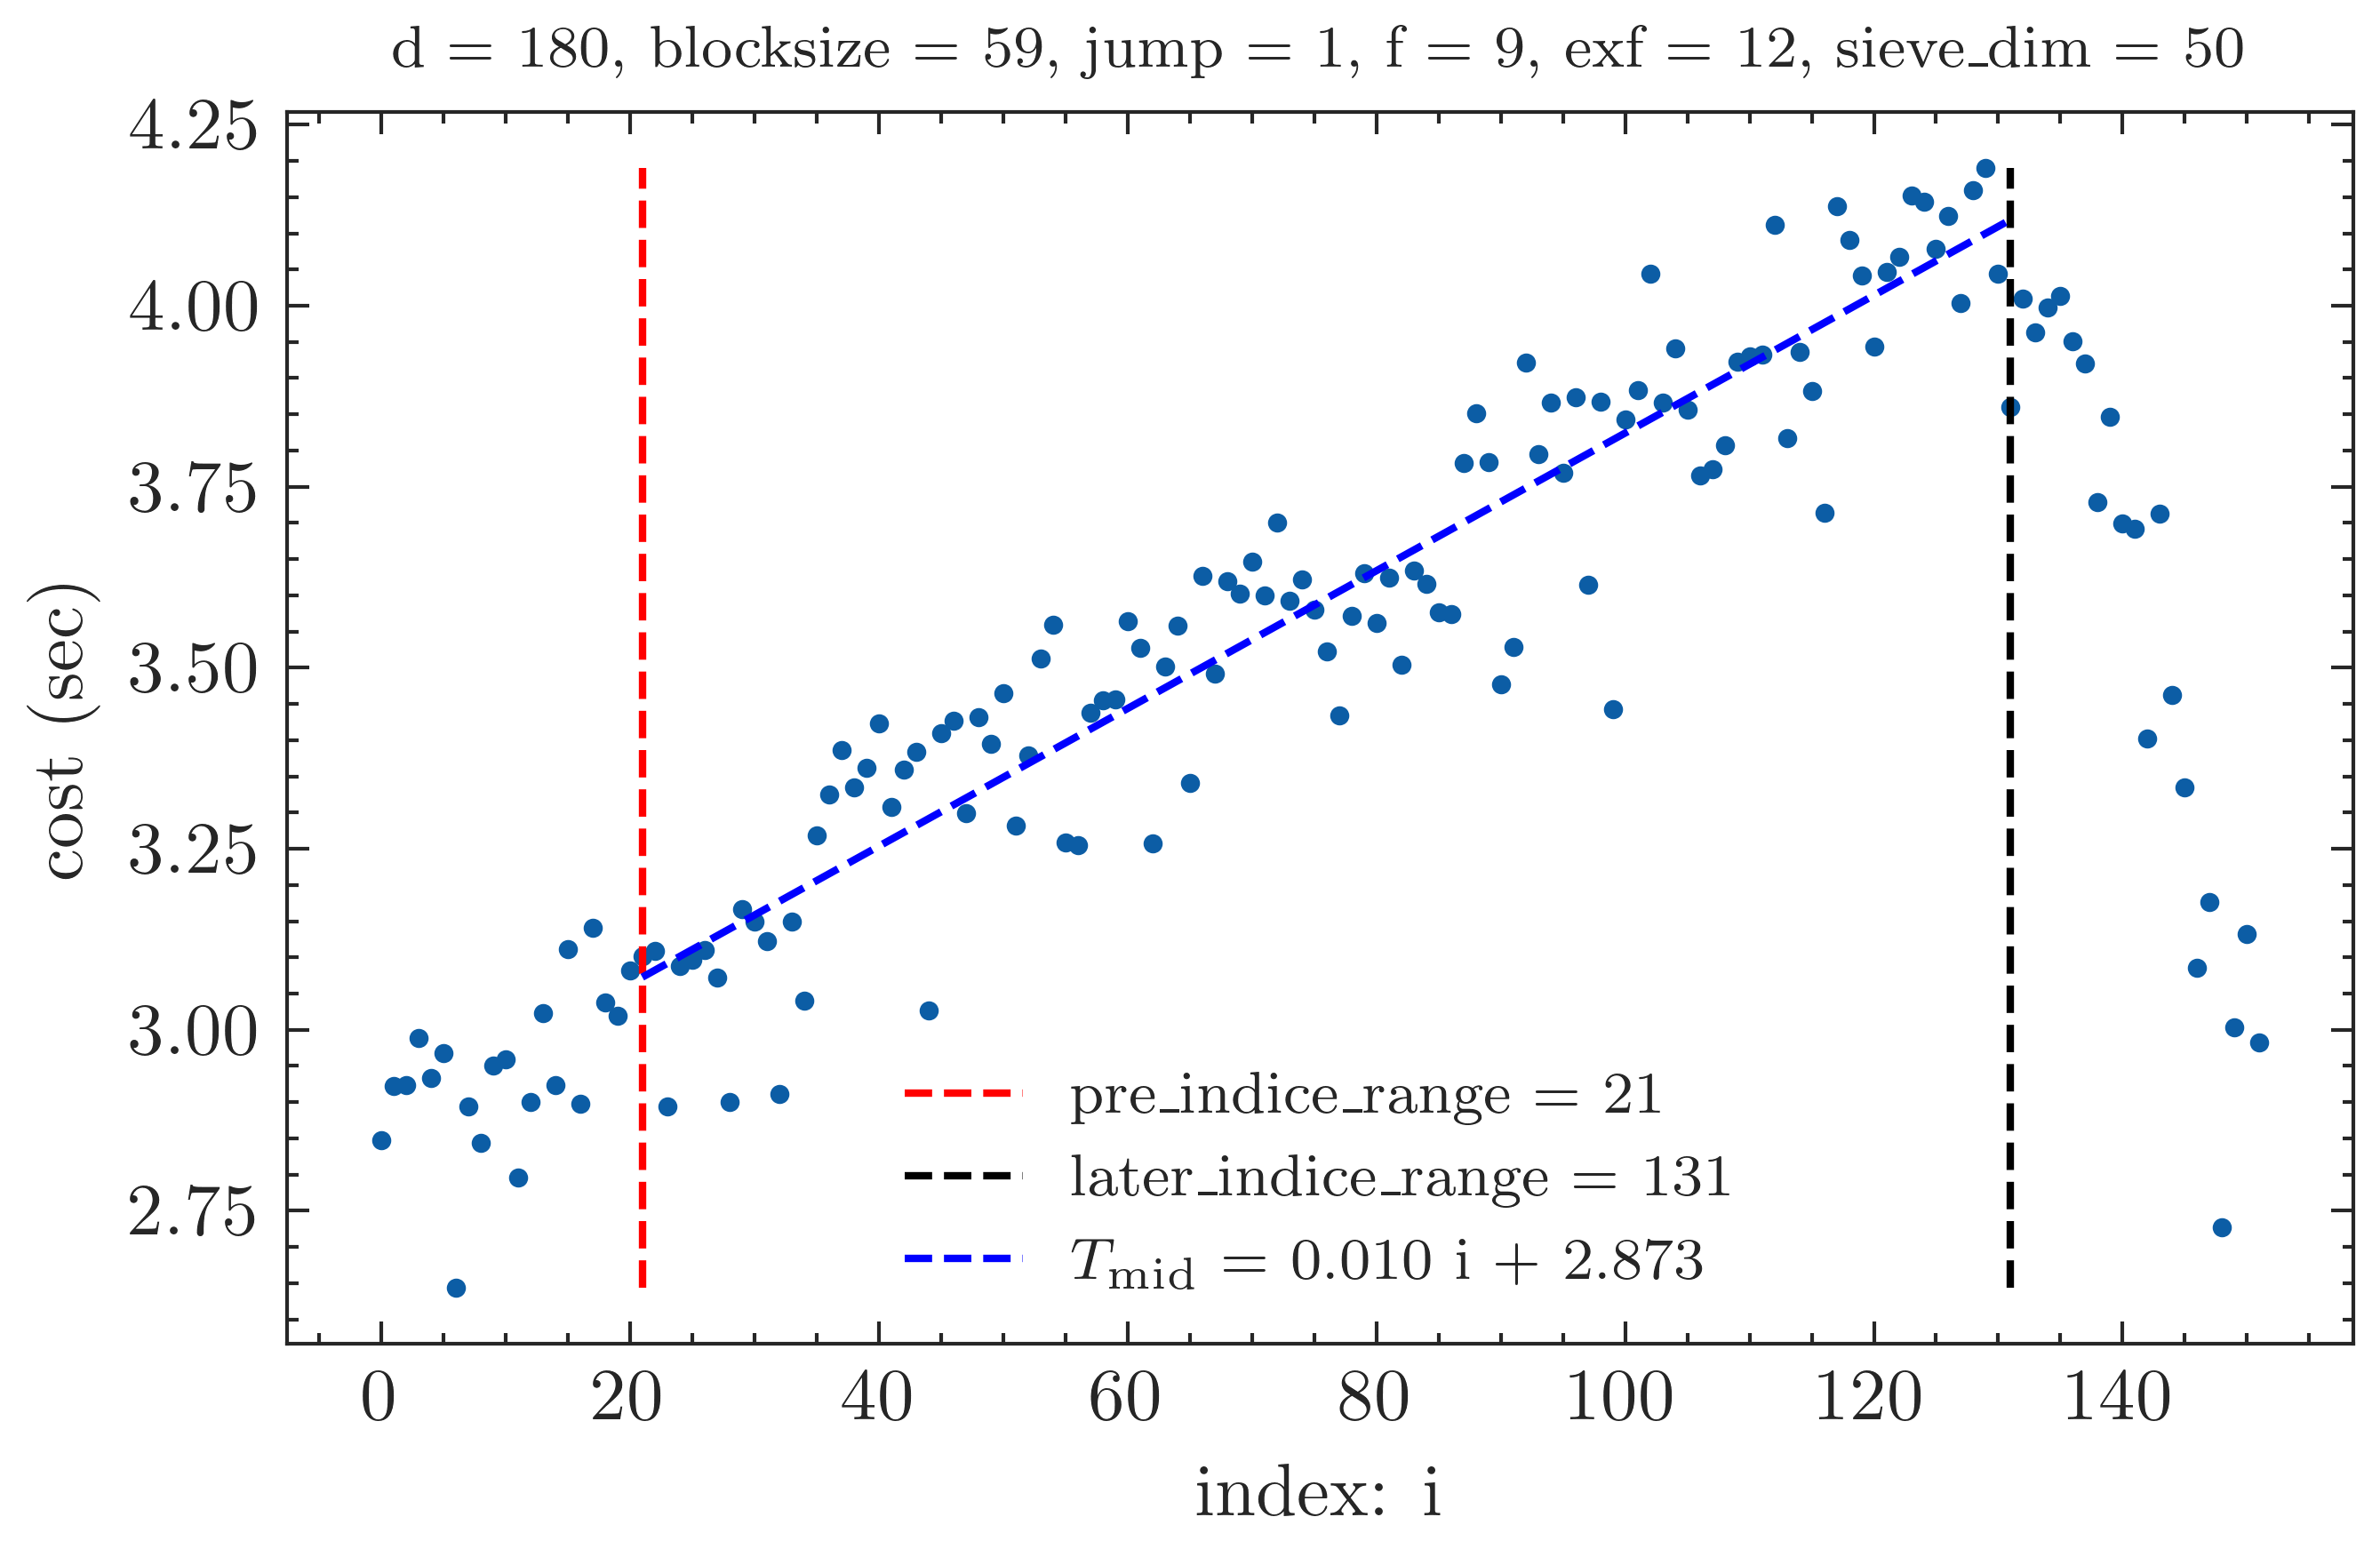 d = 180, blocksize = 59, jump = 1, f = 9, exf = 12, sieve_dim = 50
4.25
4.00
3.75
3.50
3.25
3.00
2.75
cost (sec)
pre_indice_range = 21
later_indice_range = 131
T_mid = 0.010 i + 2.873
0 20 40 60 80 100 120 140
index: i